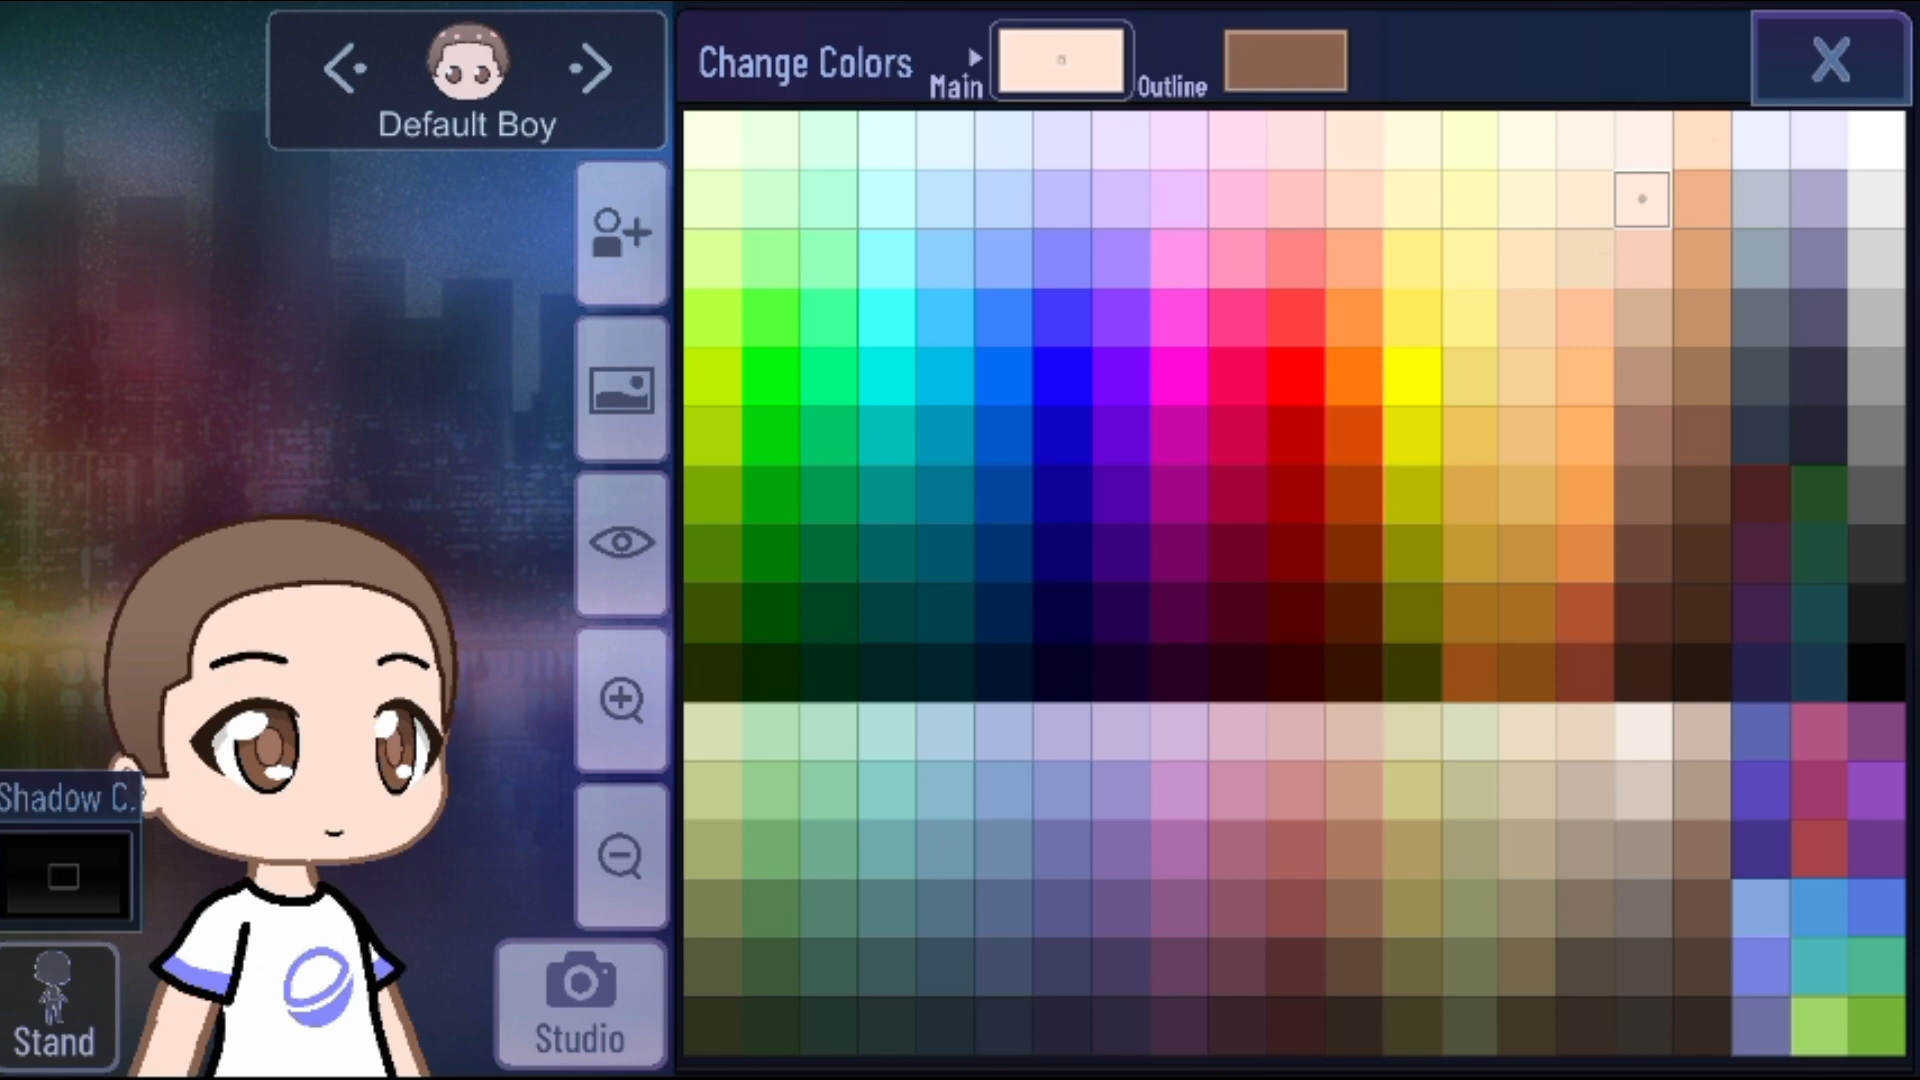 Default Boy
Change Colors
Main
Outline
X
Shadow C.
Stand
Studio